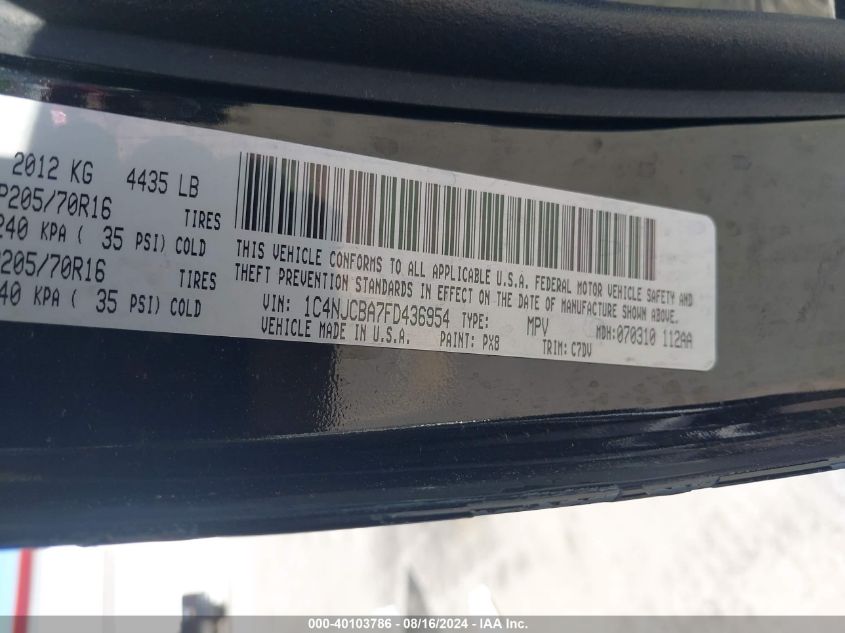 2012 KG 4435 LB
P205/70R16 TIRES
240 KPA ( 35 PSI) COLD
205/70R16 TIRES
40 KPA ( 35 PSI) COLD
THIS VEHICLE CONFORMS TO ALL APPLICABLE U.S.A. FEDERAL MOTOR VEHICLE SAFETY AND
THEFT PREVENTION STANDARDS IN EFFECT ON THE DATE OF MANUFACTURE SHOWN ABOVE.
VIN: 1C4NJCBA7FD436954 TYPE: MPV MDH:070310 112AA
VEHICLE MADE IN U.S.A. PAINT: PX8 TRIM: C7DV
000-40103786 - 08/16/2024 - IAA Inc.